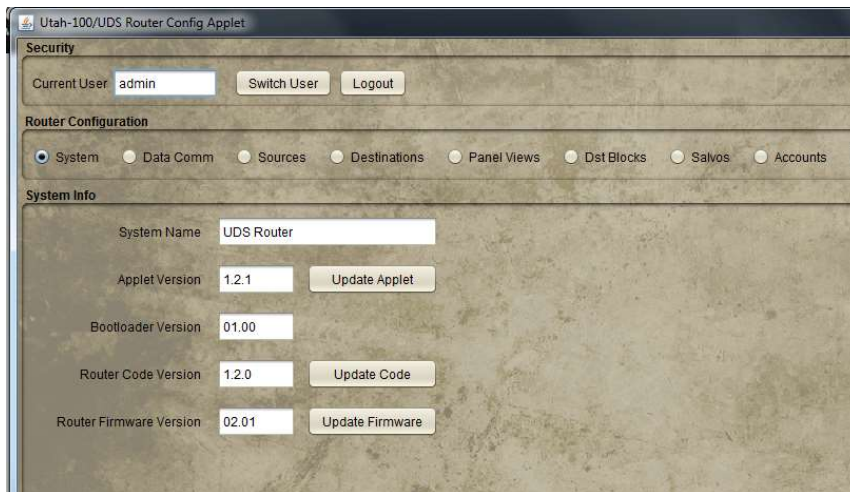 Utah-100/UDS Router Config Applet
Security
Current User admin Switch User Logout
Router Configuration
System Data Comm Sources Destinations Panel Views Dst Blocks Salvos Accounts
System Info
System Name UDS Router
Applet Version 1.2.1 Update Applet
Bootloader Version 01.00
Router Code Version 1.2.0 Update Code
Router Firmware Version 02.01 Update Firmware